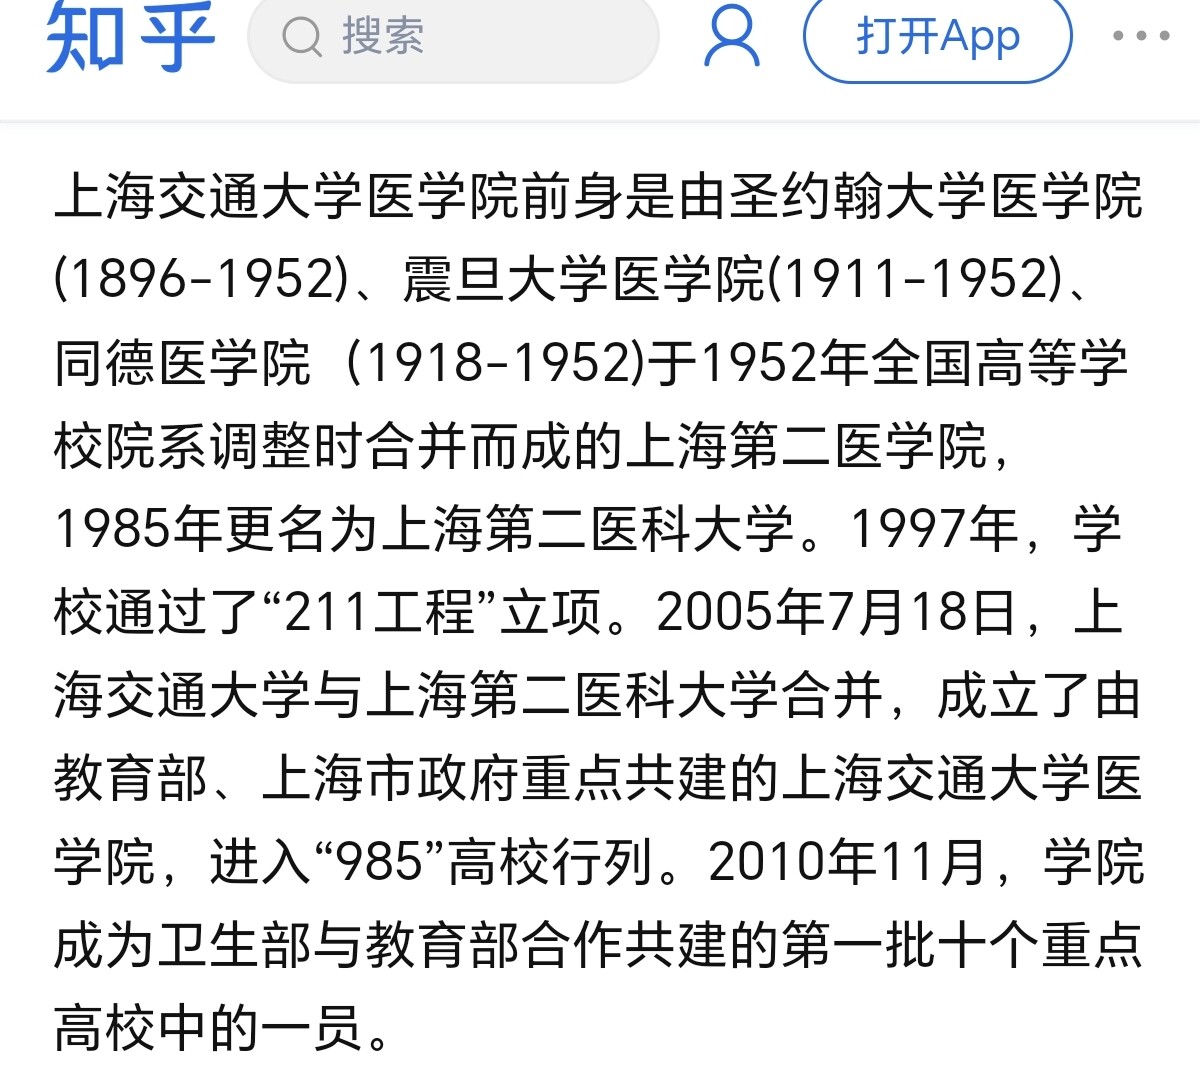 知乎 搜索 打开App
上海交通大学医学院前身是由圣约翰大学医学院
(1896-1952)、震旦大学医学院(1911-1952)、
同德医学院（1918-1952)于1952年全国高等学
校院系调整时合并而成的上海第二医学院，
1985年更名为上海第二医科大学。1997年，学
校通过了“211工程”立项。2005年7月18日，上
海交通大学与上海第二医科大学合并，成立了由
教育部、上海市政府重点共建的上海交通大学医
学院，进入“985”高校行列。2010年11月，学院
成为卫生部与教育部合作共建的第一批十个重点
高校中的一员。